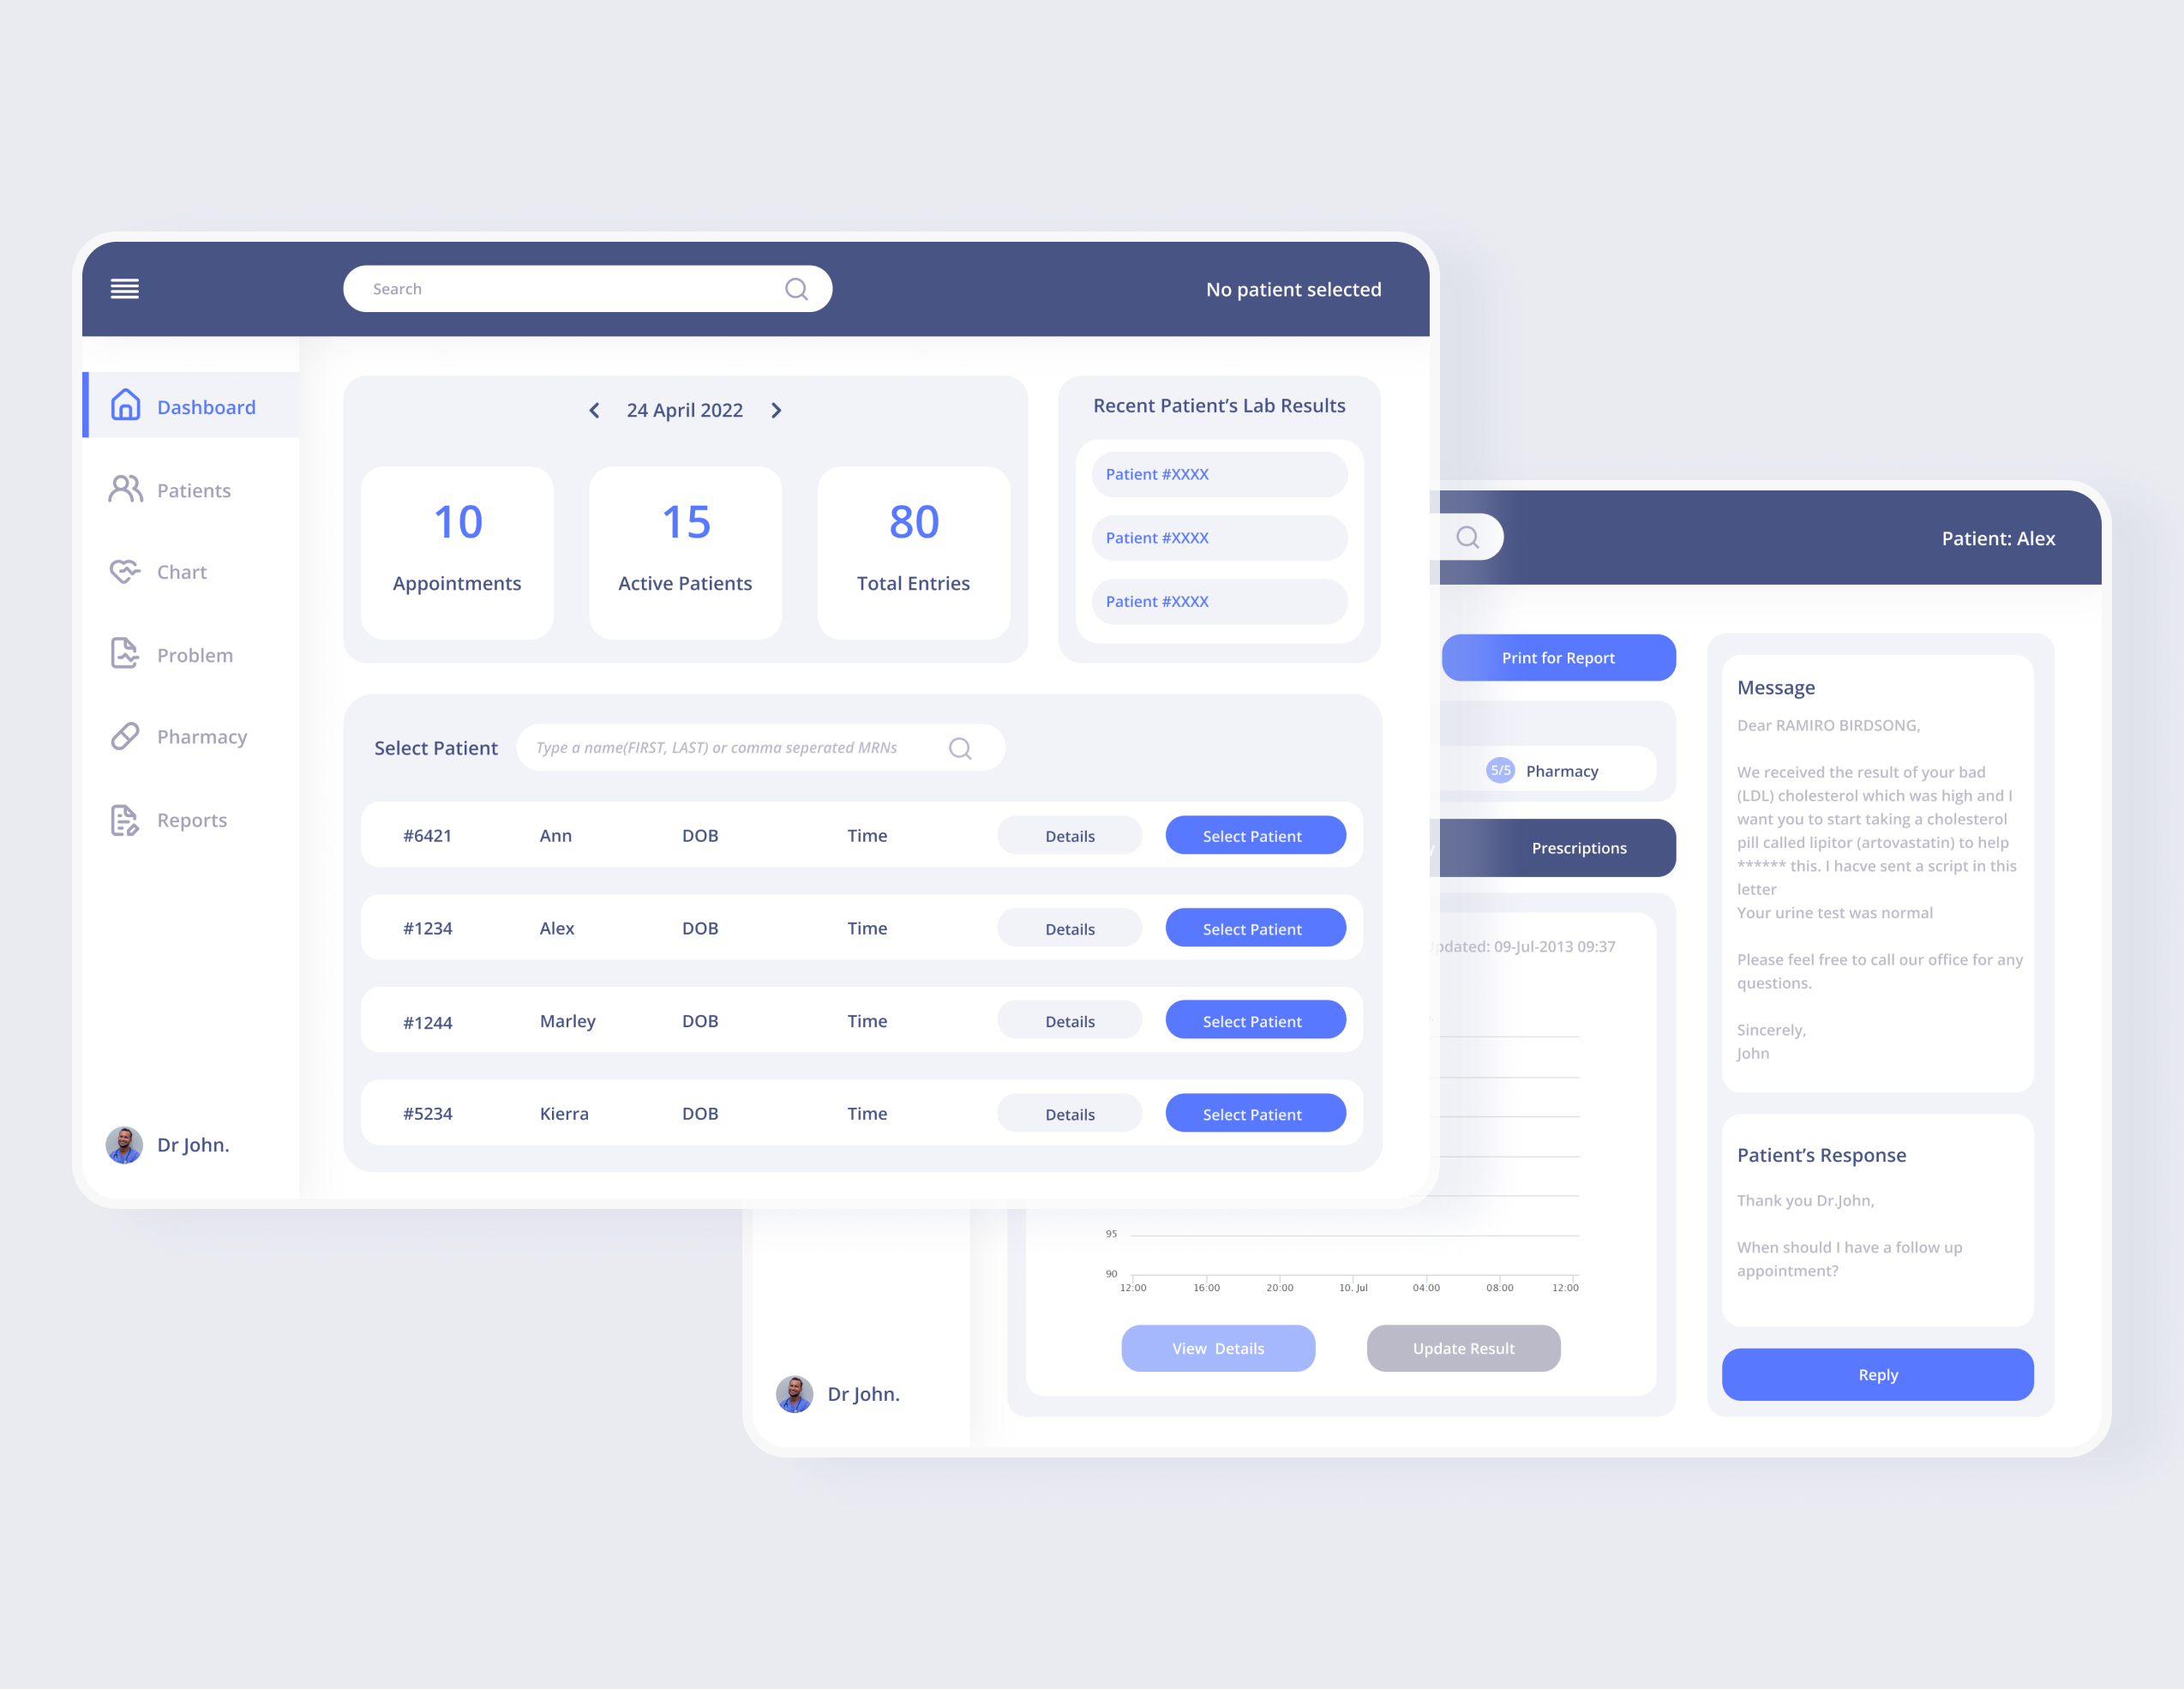 Search
No patient selected
Dashboard
Patients
Chart
Problem
Pharmacy
Reports
Dr John.
24 April 2022
10
Appointments
15
Active Patients
80
Total Entries
Recent Patient’s Lab Results
Patient #XXXX
Patient #XXXX
Patient #XXXX
Select Patient
Type a name(FIRST, LAST) or comma seperated MRNs
#6421 Ann DOB Time Details Select Patient
#1234 Alex DOB Time Details Select Patient
#1244 Marley DOB Time Details Select Patient
#5234 Kierra DOB Time Details Select Patient
Patient: Alex
Print for Report
5/5 Pharmacy
Prescriptions
09-Jul-2013 09:37
95
90
12:00 16:00 20:00 10. Jul 04:00 08:00 12:00
View Details
Update Result
Dr John.
Message
Dear RAMIRO BIRDSONG,
We received the result of your bad
(LDL) cholesterol which was high and I
want you to start taking a cholesterol
pill called lipitor (artovastatin) to help
****** this. I hacve sent a script in this
letter
Your urine test was normal
Please feel free to call our office for any
questions.
Sincerely,
John
Patient’s Response
Thank you Dr.John,
When should I have a follow up
appointment?
Reply